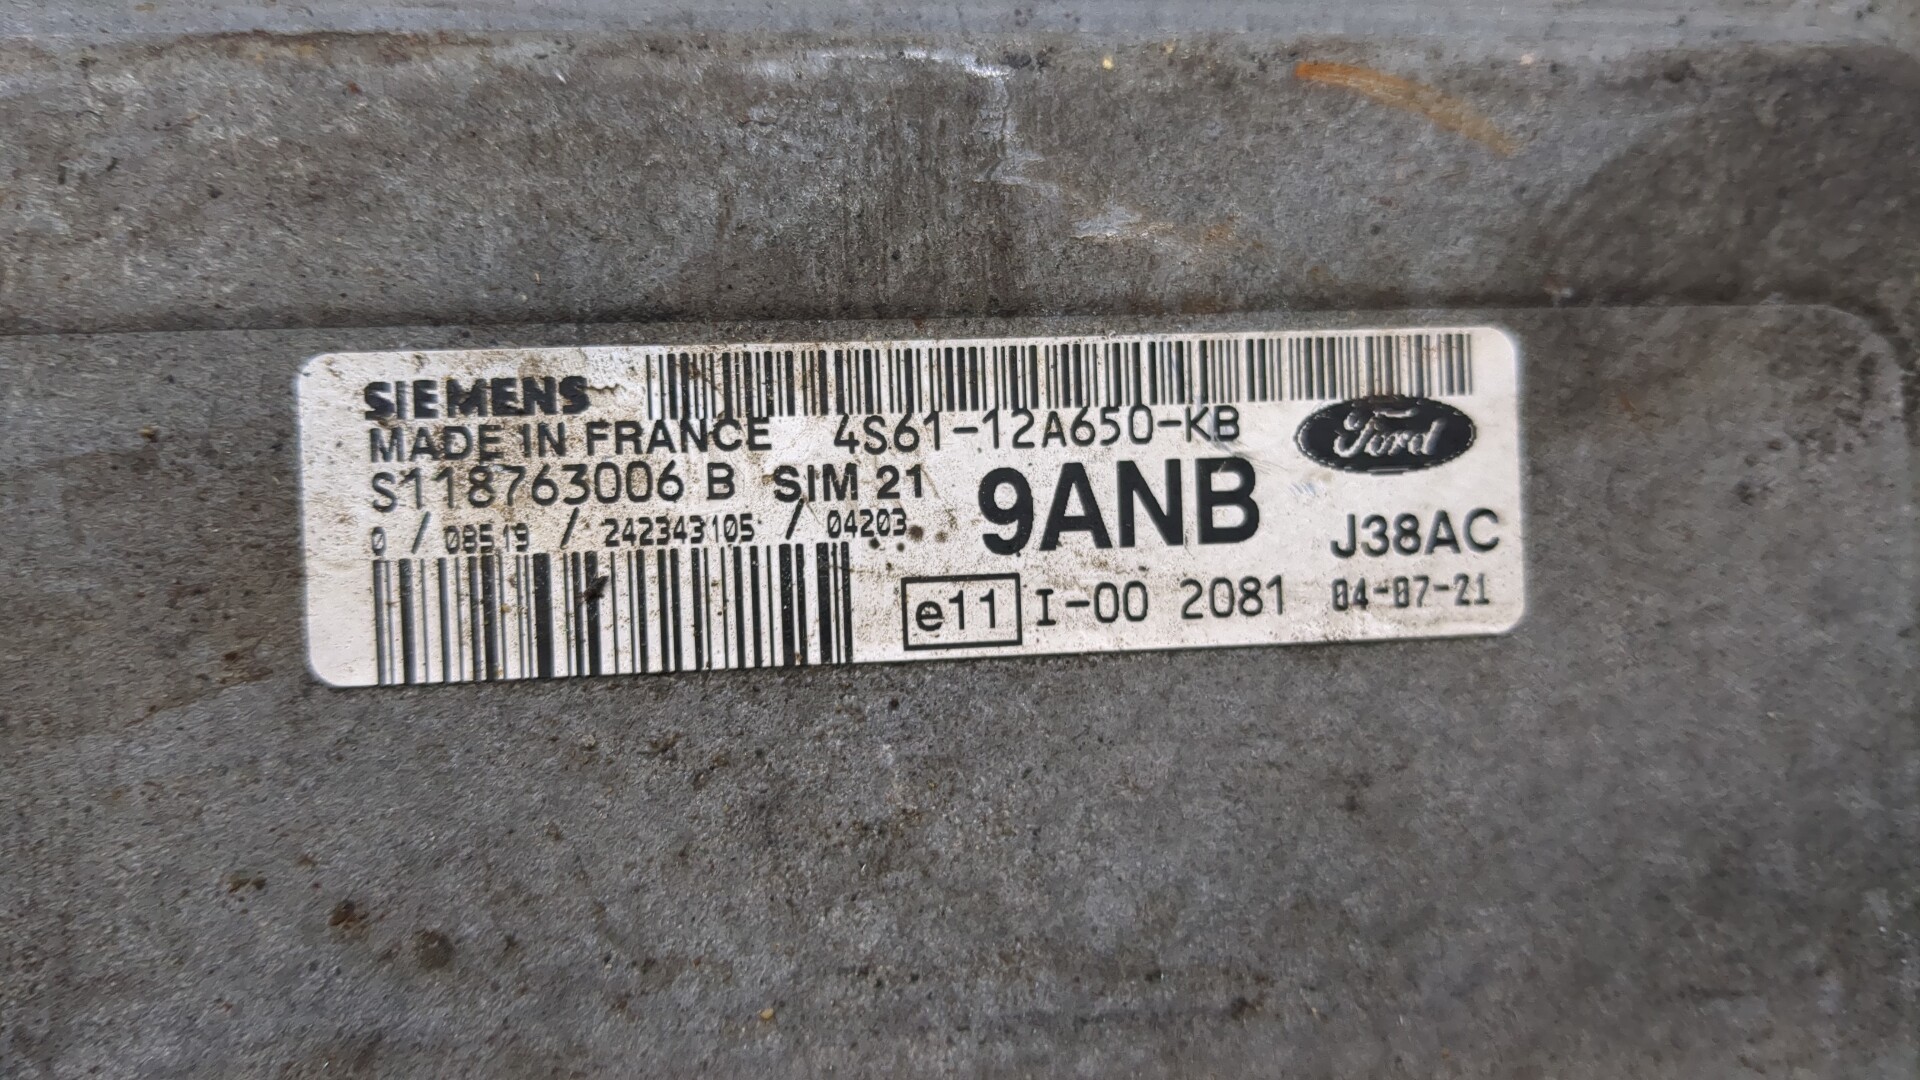 SIEMENS
MADE IN FRANCE 4S61-12A650-KB Ford
S118763006 B SIM 21 9ANB J38AC
0 / 08519 / 242343105 / 04203
e11 I-00 2081 04-07-21